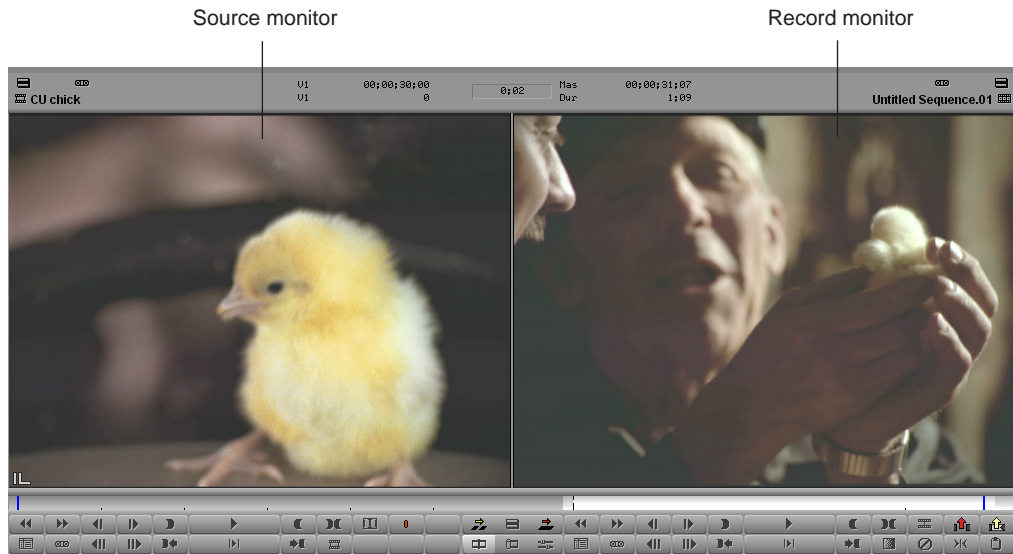 Source monitor
Record monitor
V1 00;00;30;00 0;02 Mas 00;00;31;07
CU chick V1 0 Dur 1;09 Untitled Sequence.01